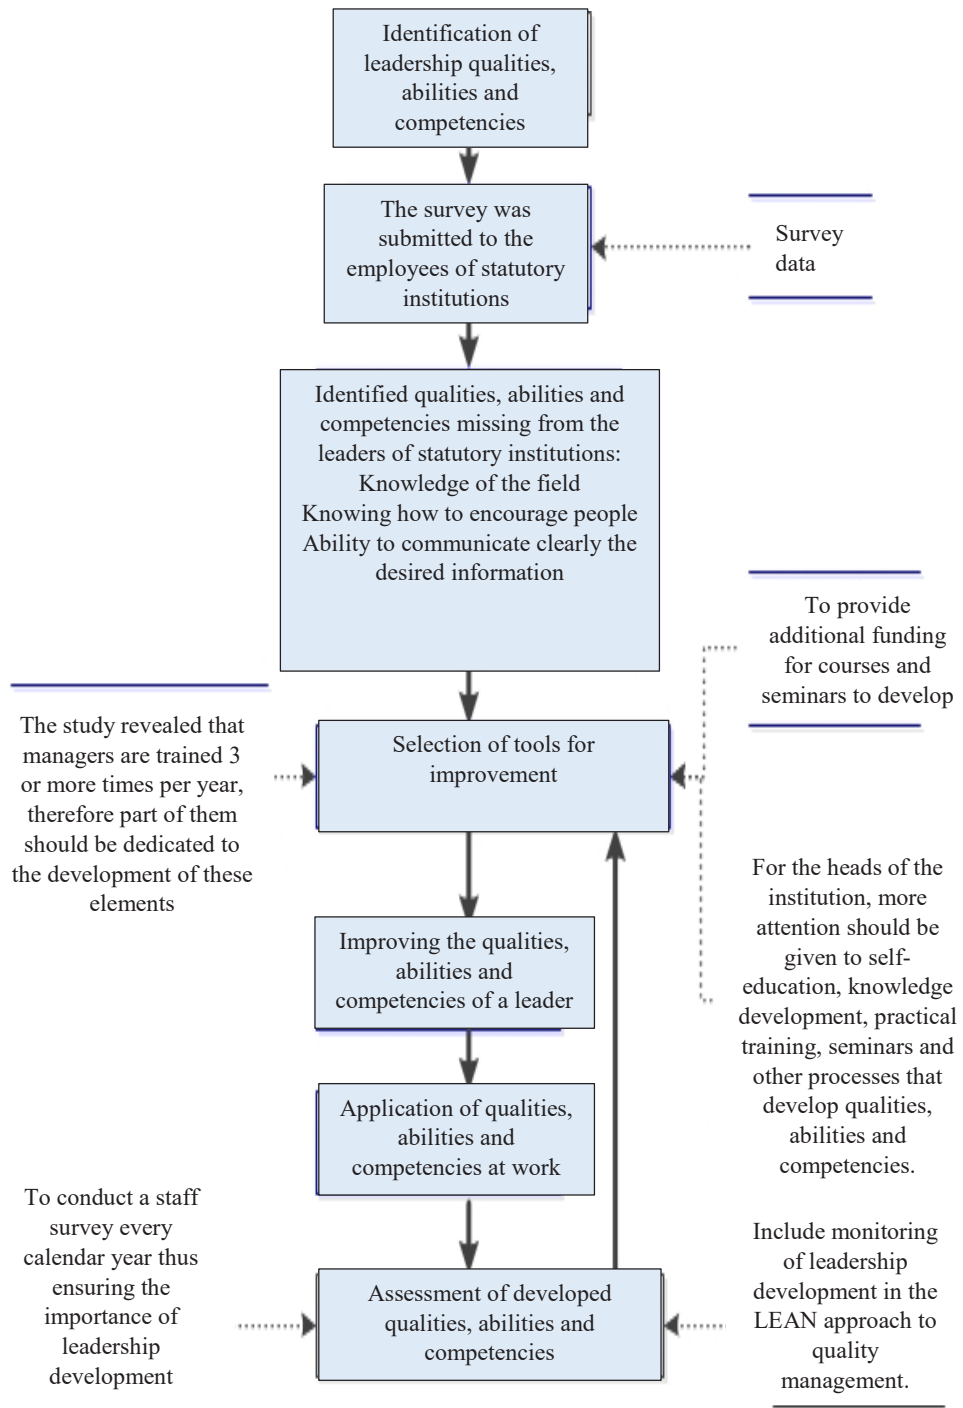 Identification of
leadership qualities,
abilities and
competencies
The survey was
submitted to the
employees of statutory
institutions
Survey
data
Identified qualities, abilities and
competencies missing from the
leaders of statutory institutions:
Knowledge of the field
Knowing how to encourage people
Ability to communicate clearly the
desired information
To provide
additional funding
for courses and
seminars to develop
The study revealed that
managers are trained 3
or more times per year,
therefore part of them
should be dedicated to
the development of these
elements
Selection of tools for
improvement
For the heads of the
institution, more
attention should be
given to self-
education, knowledge
development, practical
training, seminars and
other processes that
develop qualities,
abilities and
competencies.
Improving the qualities,
abilities and
competencies of a leader
Application of qualities,
abilities and
competencies at work
To conduct a staff
survey every
calendar year thus
ensuring the
importance of
leadership
development
Assessment of developed
qualities, abilities and
competencies
Include monitoring
of leadership
development in the
LEAN approach to
quality
management.